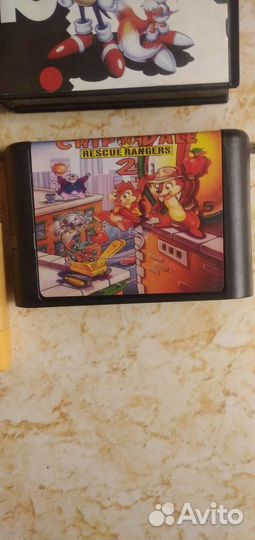 CHIP 'N DALE
RESCUE RANGERS
2
Avito